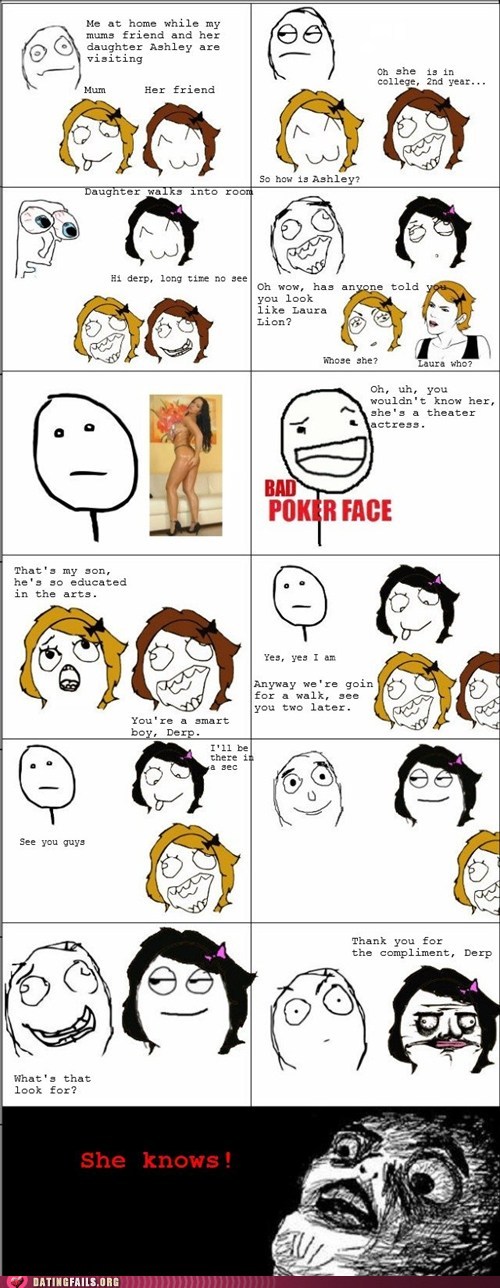 Me at home while my
mums friend and her
daughter Ashley are
visiting
Mum
Her friend
Oh she is in
college, 2nd year...
So how is Ashley?
Daughter walks into room
Hi derp, long time no see
Oh wow, has anyone told you
you look
like Laura
Lion?
Whose she?
Laura who?
Oh, uh, you
wouldn't know her,
she's a theater
actress.
BAD
POKER FACE
That's my son,
he's so educated
in the arts.
You're a smart
boy, Derp.
Yes, yes I am
Anyway we're goin
for a walk, see
you two later.
I'll be
there in
a sec
See you guys
What's that
look for?
Thank you for
the compliment, Derp
She knows!
DATINGFAILS.ORG